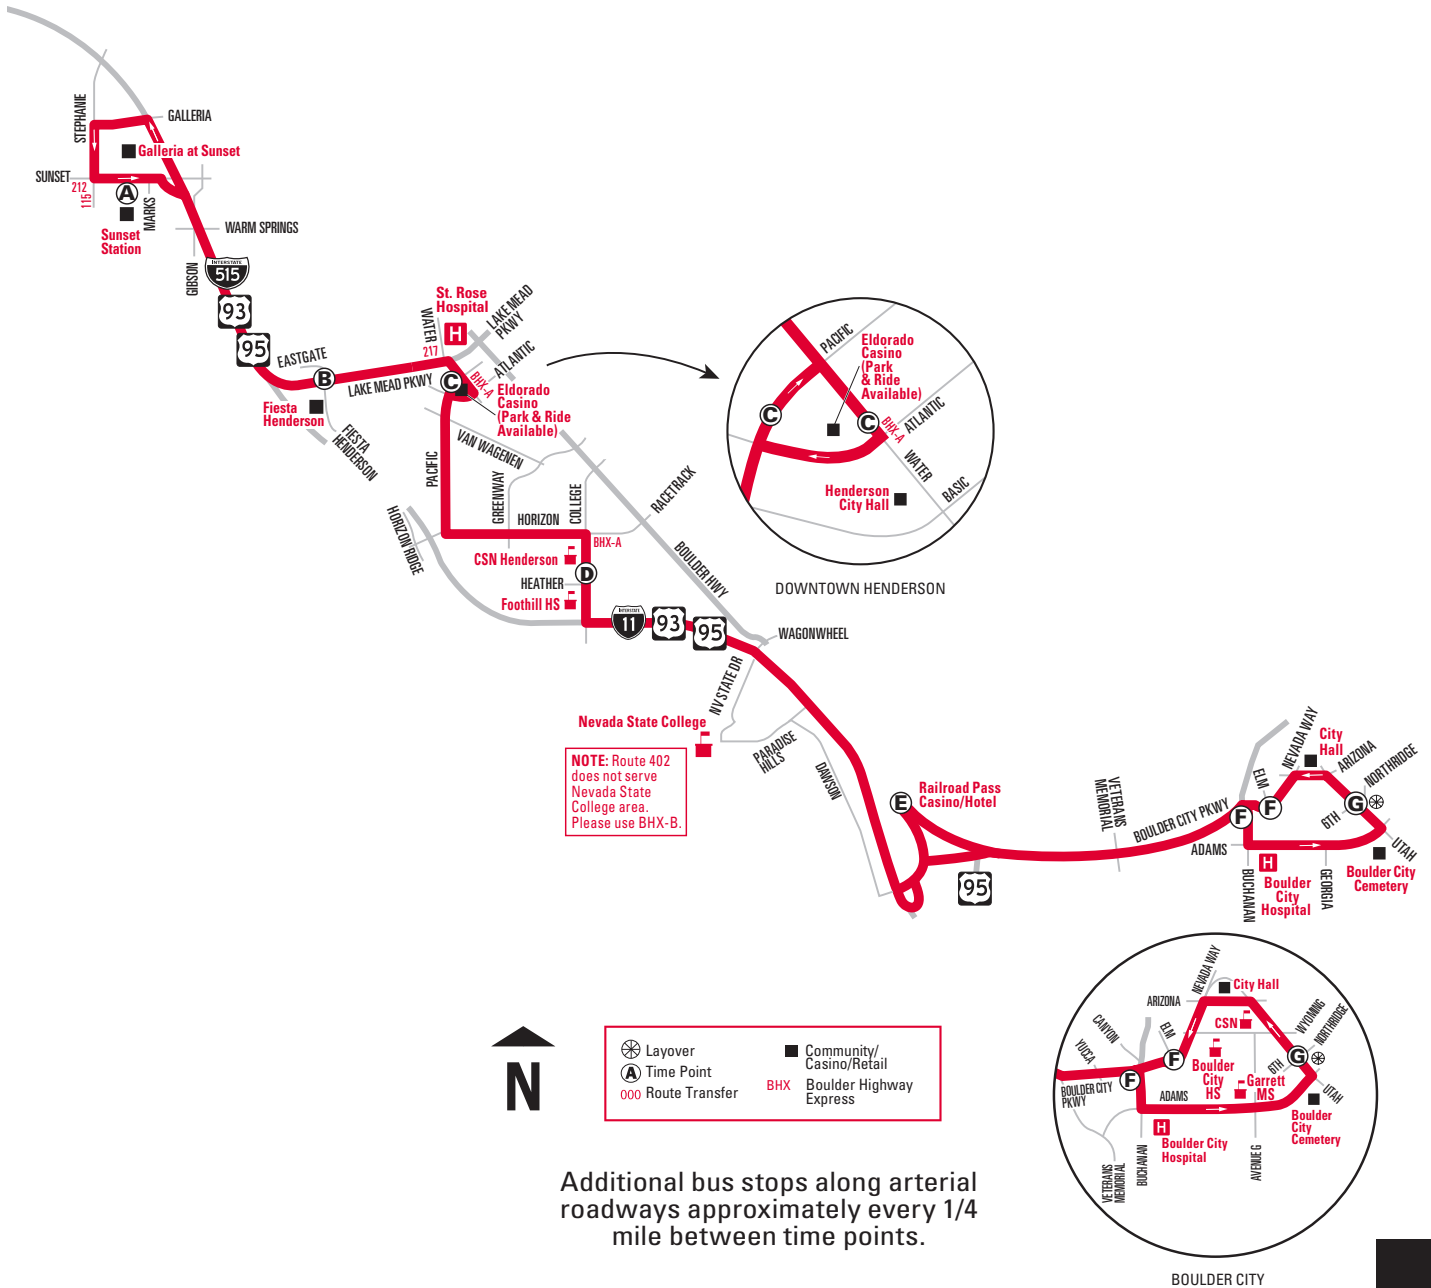 STEPHANIE
GALLERIA
Galleria at Sunset
SUNSET
212
115
A
MARKS
Sunset
Station
WARM SPRINGS
GIBSON
INTERSTATE
515
93
95
EASTGATE
B
Fiesta
Henderson
FIESTA
HENDERSON
LAKE MEAD PKWY
St. Rose
Hospital
H
WATER
217
LAKE MEAD
PKWY
ATLANTIC
C
BHX-A
Eldorado
Casino
(Park & Ride
Available)
VAN WAGENEN
PACIFIC
GREENWAY
COLLEGE
RACETRACK
HORIZON
BHX-A
HORIZON RIDGE
CSN Henderson
HEATHER
D
Foothill HS
BOULDER HWY
INTERSTATE
11
93
95
WAGONWHEEL
NV STATE DR
Nevada State College
NOTE: Route 402
does not serve
Nevada State
College area.
Please use BHX-B.
PARADISE
HILLS
DAWSON
E
Railroad Pass
Casino/Hotel
95
VETERANS
MEMORIAL
BOULDER CITY PKWY
ADAMS
F
ELM
F
NEVADA WAY
City
Hall
ARIZONA
NORTHRIDGE
G
6TH
UTAH
BUCHANAN
H
Boulder
City
Hospital
GEORGIA
Boulder City
Cemetery
PACIFIC
Eldorado
Casino
(Park
& Ride
Available)
C
C
BHX-A
ATLANTIC
WATER
BASIC
Henderson
City Hall
DOWNTOWN HENDERSON
NEVADA WAY
City Hall
ARIZONA
CSN
WYOMING
NORTHRIDGE
CANYON
YUCCA
ELM
F
F
G
6TH
Boulder
City
HS
Garrett
MS
BOULDER CITY
PKWY
ADAMS
UTAH
Boulder
City
Cemetery
H
Boulder City
Hospital
VETERANS
MEMORIAL
BUCHANAN
AVENUE G
BOULDER CITY
N
Layover
A Time Point
000 Route Transfer
Community/
Casino/Retail
BHX Boulder Highway
Express
Additional bus stops along arterial
roadways approximately every 1/4
mile between time points.